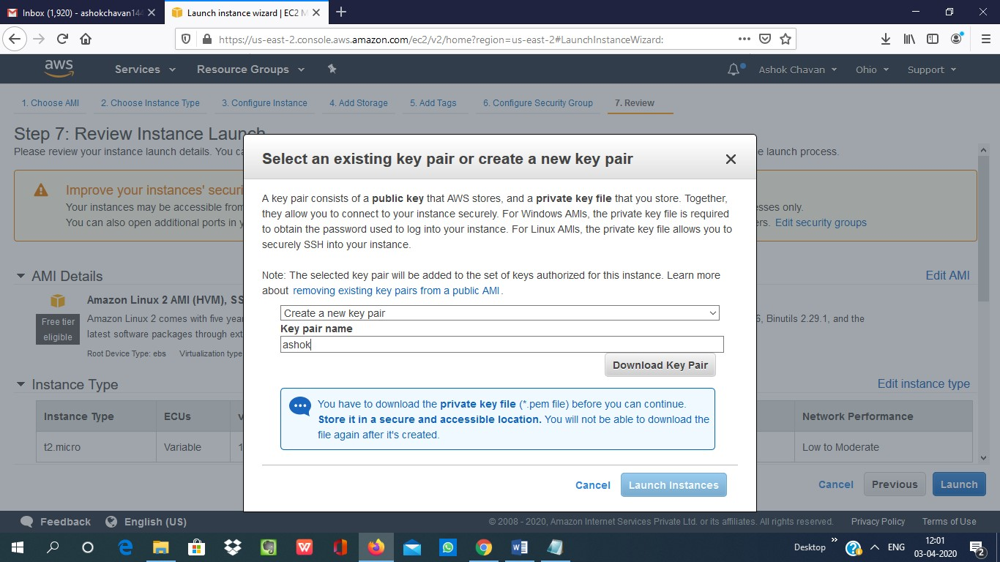 Inbox (1,920) - ashokchavan144
Launch instance wizard | EC2 M
https://us-east-2.console.aws.amazon.com/ec2/v2/home?region=us-east-2#LaunchInstanceWizard:
aws
Services
Resource Groups
Ashok Chavan
Ohio
Support
1. Choose AMI
2. Choose Instance Type
3. Configure Instance
4. Add Storage
5. Add Tags
6. Configure Security Group
7. Review
Step 7: Review Instance Launch
Please review your instance launch details. You ca
e launch process.
Improve your instances' securi
Your instances may be accessible from
esses only.
You can also open additional ports in y
ers. Edit security groups
AMI Details
Edit AMI
Amazon Linux 2 AMI (HVM), SS
Free tier
eligible
Amazon Linux 2 comes with five yea
6, Binutils 2.29.1, and the
latest software packages through ext
Root Device Type: ebs Virtualization type
Instance Type
Edit instance type
Instance Type
ECUs
v
Network Performance
t2.micro
Variable
1
Low to Moderate
Select an existing key pair or create a new key pair
A key pair consists of a public key that AWS stores, and a private key file that you store. Together,
they allow you to connect to your instance securely. For Windows AMIs, the private key file is required
to obtain the password used to log into your instance. For Linux AMIs, the private key file allows you to
securely SSH into your instance.
Note: The selected key pair will be added to the set of keys authorized for this instance. Learn more
about removing existing key pairs from a public AMI.
Create a new key pair
Key pair name
ashok
Download Key Pair
You have to download the private key file (*.pem file) before you can continue.
Store it in a secure and accessible location. You will not be able to download the
file again after it's created.
Cancel
Launch Instances
Cancel
Previous
Launch
Feedback
English (US)
© 2008 - 2020, Amazon Internet Services Private Ltd. or its affiliates. All rights reserved.
Privacy Policy
Terms of Use
Desktop
ENG
12:01
03-04-2020
2